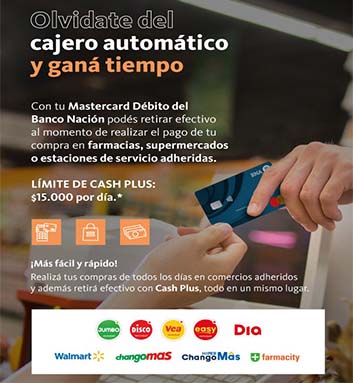 Olvidate del
cajero automático
y ganá tiempo
Con tu Mastercard Débito del
Banco Nación podés retirar efectivo
al momento de realizar el pago de tu
compra en farmacias, supermercados
o estaciones de servicio adheridas.
LÍMITE DE CASH PLUS:
$15.000 por día.*
BNA
¡Más fácil y rápido!
Realizá tus compras de todos los días en comercios adheridos
y además retirá efectivo con Cash Plus, todo en un mismo lugar.
JUMBO DISCO Vea easy Dia
Walmart changomas ChangoMâs farmacity